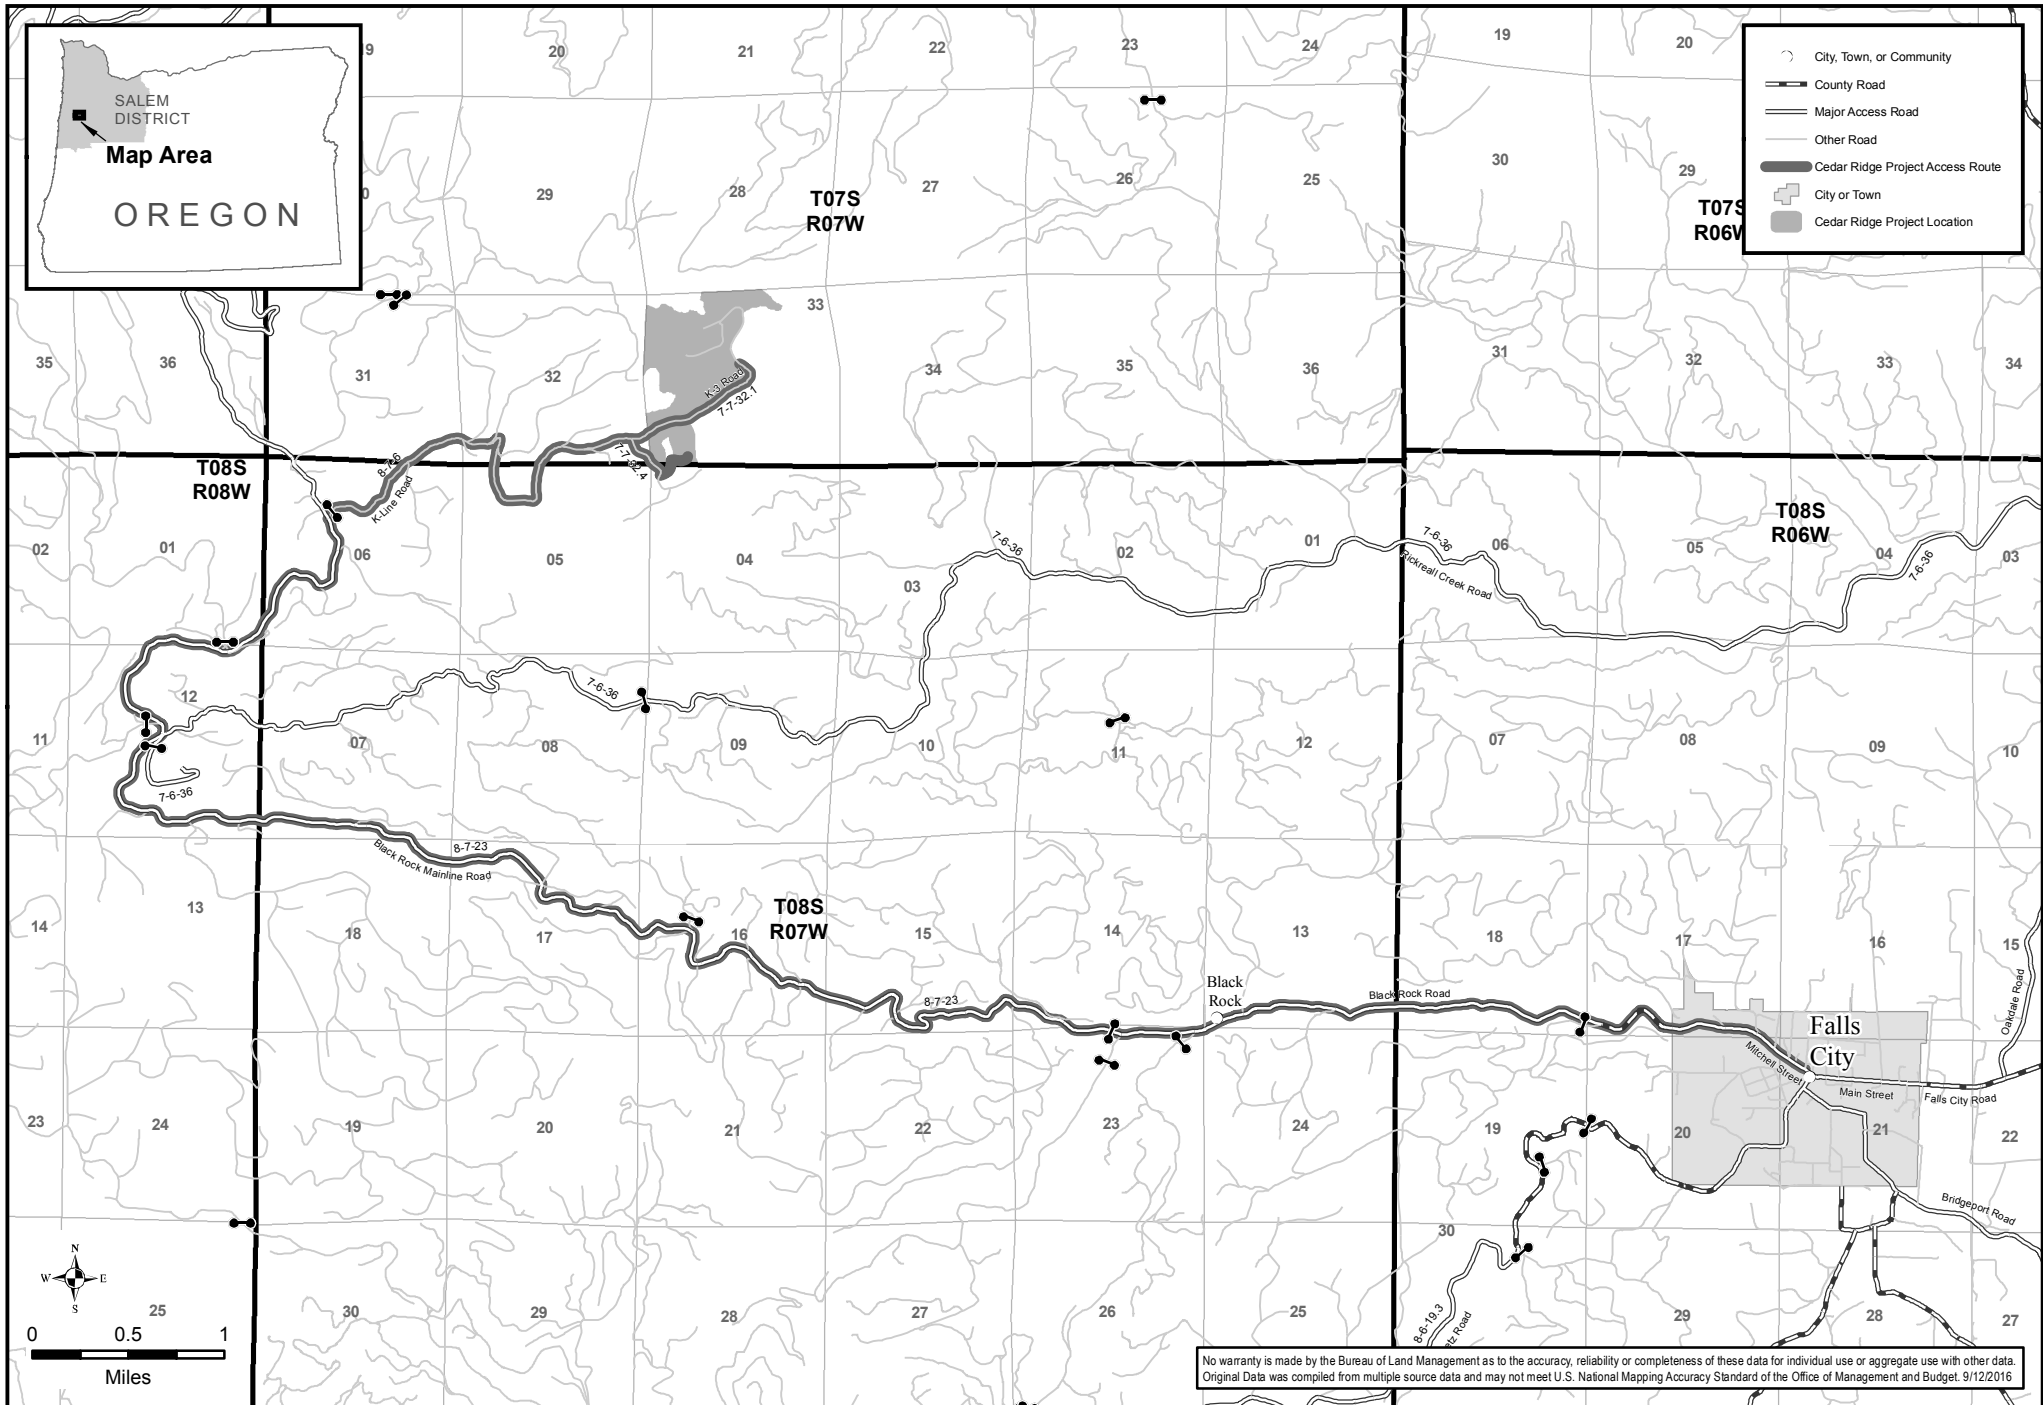 SALEM
DISTRICT
Map Area
OREGON
City, Town, or Community
County Road
Major Access Road
Other Road
Cedar Ridge Project Access Route
City or Town
Cedar Ridge Project Location
19
20
21
22
23
24
19
20
29
28
27
26
25
30
29
T07S
R07W
35
36
31
32
33
34
35
36
31
32
33
34
K-3 Road
7-7-32.1
7-7-32.4
8-7-6
K-Line Road
T08S
R08W
T08S
R06W
02
01
06
05
04
03
02
01
06
05
04
03
7-6-36
7-6-36
7-6-36
Rickreall Creek Road
11
12
07
08
09
10
11
12
07
08
09
10
7-6-36
7-6-36
8-7-23
Black Rock Mainline Road
14
13
18
17
16
15
14
13
18
17
16
15
T08S
R07W
8-7-23
Black
Rock
Black Rock Road
Falls
City
Mitchell Street
Main Street
Falls City Road
Oakdale Road
23
24
19
20
21
22
23
24
19
20
21
22
Bridgeport Road
25
30
29
28
27
26
25
30
29
28
27
8-6-19.3
N
W
E
S
0
0.5
1
Miles
No warranty is made by the Bureau of Land Management as to the accuracy, reliability or completeness of these data for individual use or aggregate use with other data.
Original Data was compiled from multiple source data and may not meet U.S. National Mapping Accuracy Standard of the Office of Management and Budget. 9/12/2016